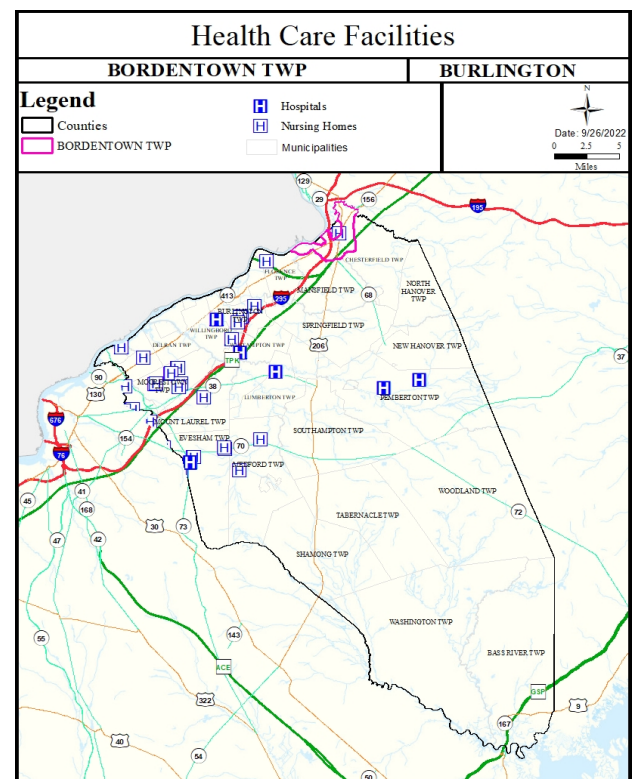 Health Care Facilities
BORDENTOWN TWP
BURLINGTON
Legend
Counties
BORDENTOWN TWP
H Hospitals
H Nursing Homes
Municipalities
N
Date: 9/26/2022
0 2.5 5
Miles
129
29
156
195
H
CHESTERFIELD TWP
H
FLORENCE
TWP
NORTH
HANOVER
TWP
MANSFIELD TWP
413
295
68
H
H
H
WILLINGBORO
TWP
SPRINGFIELD TWP
206
DELRAN TWP
H
H
NEW HANOVER TWP
37
TPK
90
130
38
H
H
H
PEMBERTON TWP
LUMBERTON TWP
676
154
MOUNT LAUREL TWP
SOUTHAMPTON TWP
EVESHAM TWP
70
76
H
H
H
MEDFORD TWP
H
WOODLAND TWP
45
41
168
30
73
72
TABERNACLE TWP
47
42
SHAMONG TWP
WASHINGTON TWP
55
143
BASS RIVER TWP
ACE
322
GSP
9
167
40
54
50